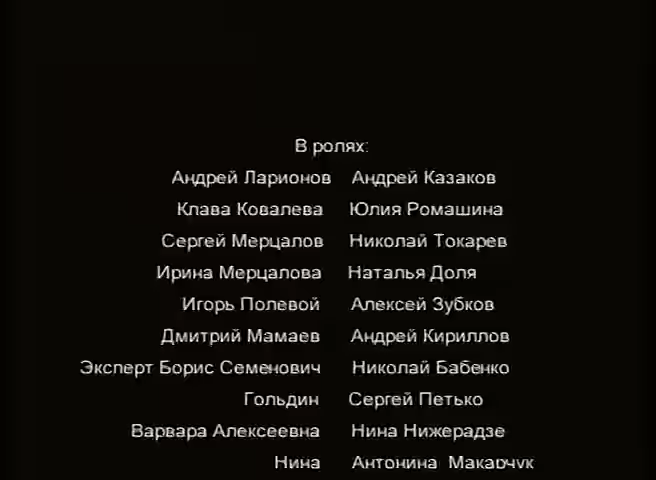 В ролях:
Андрей Ларионов Андрей Казаков
Клава Ковалева Юлия Ромашина
Сергей Мерцалов Николай Токарев
Ирина Мерцалова Наталья Доля
Игорь Полевой Алексей Зубков
Дмитрий Мамаев Андрей Кириллов
Эксперт Борис Семенович Николай Бабенко
Гольдин Сергей Петько
Варвара Алексеевна Нина Нижерадзе
Нина Антонина Макарчук